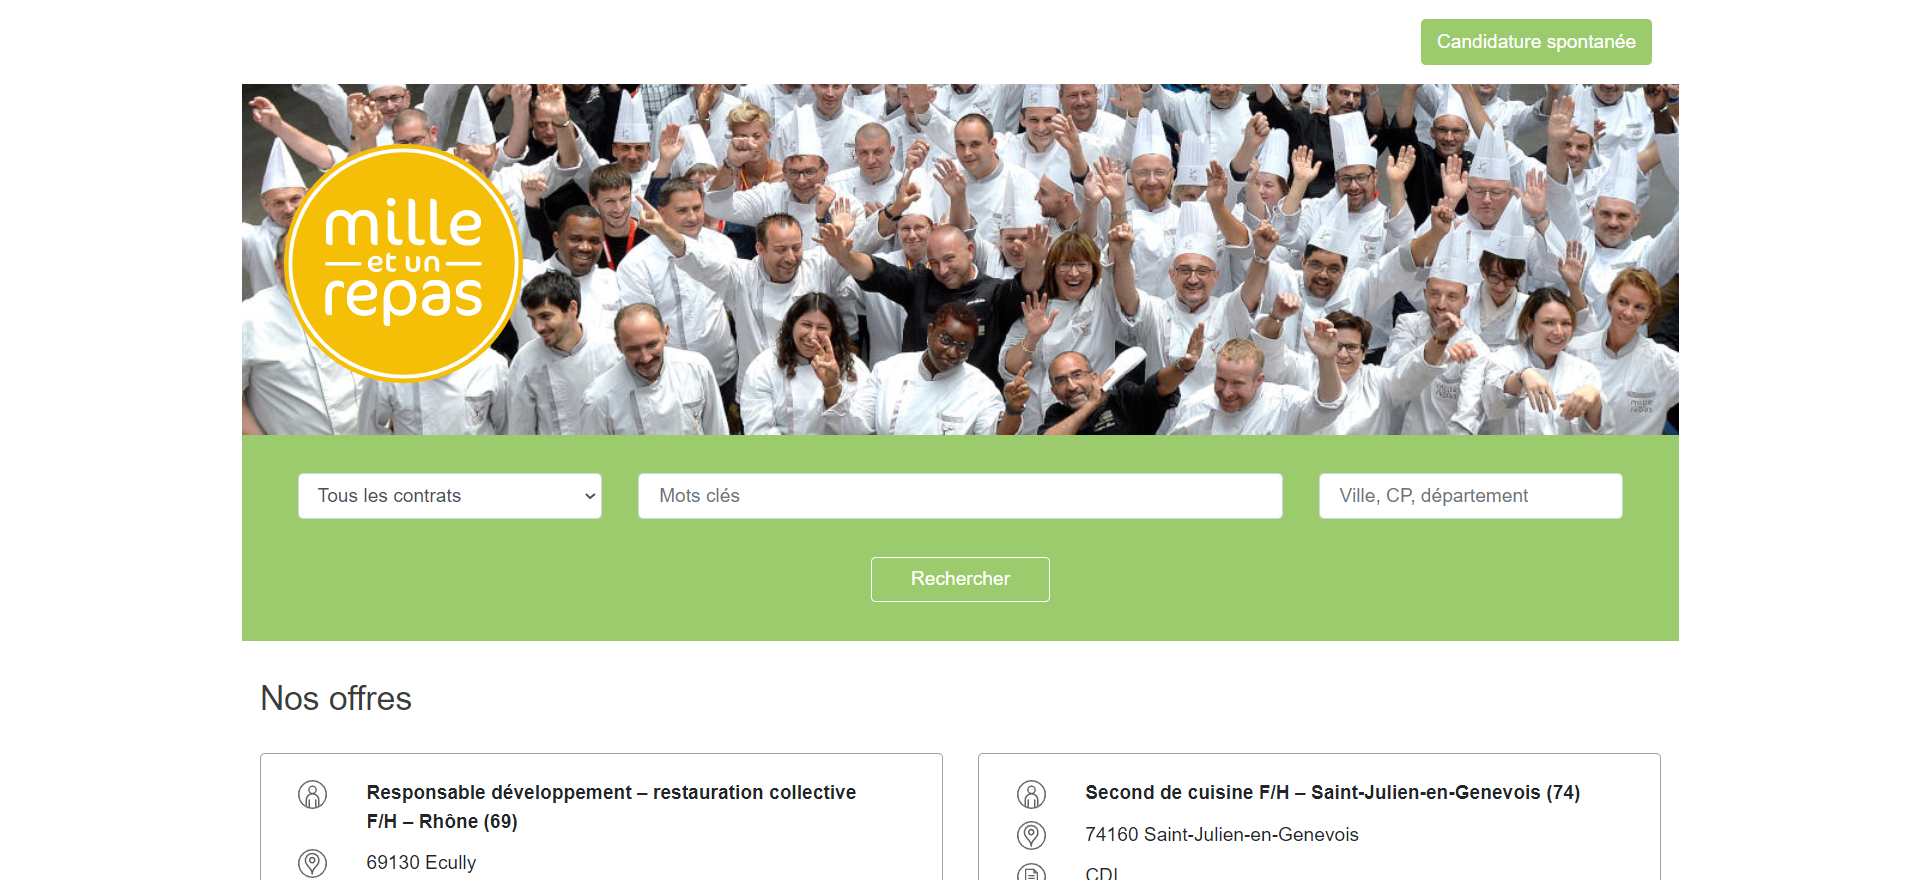 Candidature spontanée
mille
et un
repas
Tous les contrats
Mots clés
Ville, CP, département
Rechercher
Nos offres
Responsable développement – restauration collective
F/H – Rhône (69)
69130 Ecully
Second de cuisine F/H – Saint-Julien-en-Genevois (74)
74160 Saint-Julien-en-Genevois
CDI